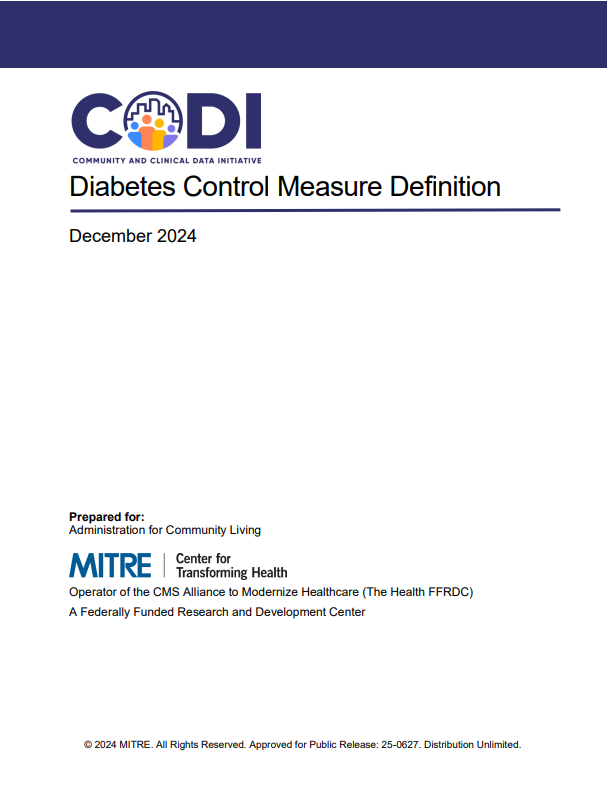 CODI
COMMUNITY AND CLINICAL DATA INITIATIVE
Diabetes Control Measure Definition
December 2024
Prepared for:
Administration for Community Living
MITRE | Center for
Transforming Health
Operator of the CMS Alliance to Modernize Healthcare (The Health FFRDC)
A Federally Funded Research and Development Center
© 2024 MITRE. All Rights Reserved. Approved for Public Release: 25-0627. Distribution Unlimited.